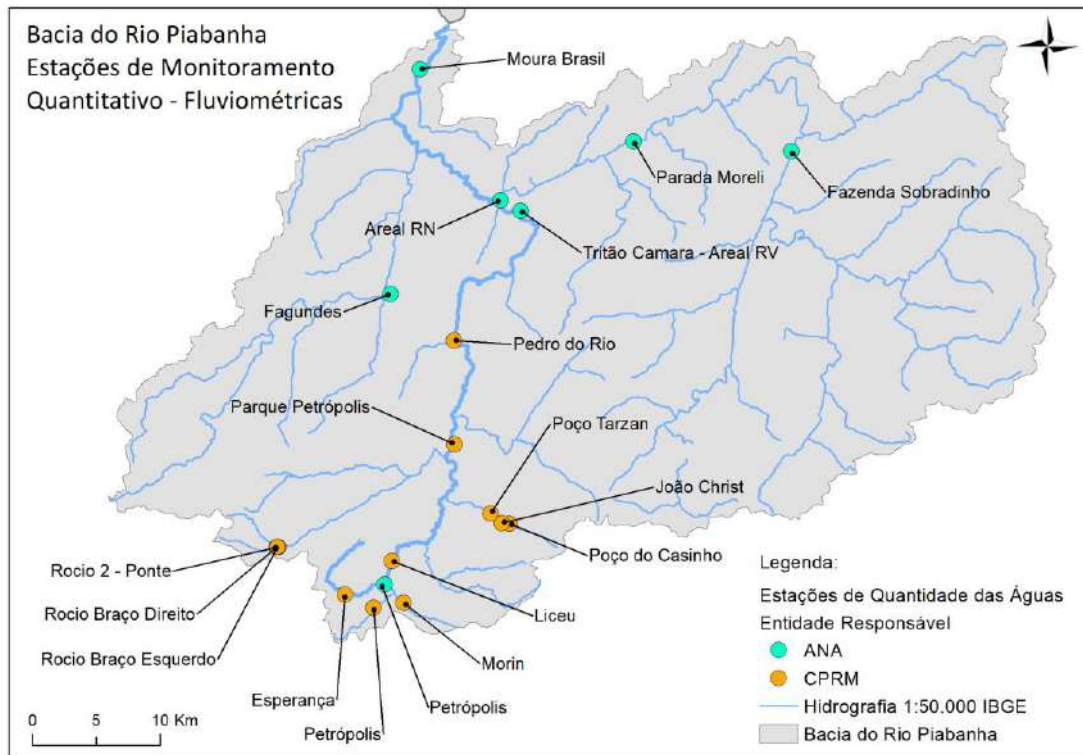 Bacia do Rio Piabanha
Estações de Monitoramento
Quantitativo - Fluviométricas
Moura Brasil
Parada Moreli
Fazenda Sobradinho
Areal RN
Tritão Camara - Areal RV
Fagundes
Pedro do Rio
Parque Petrópolis
Poço Tarzan
João Christ
Poço do Casinho
Rocio 2 - Ponte
Rocio Braço Direito
Rocio Braço Esquerdo
Liceu
Morin
Esperança
Petrópolis
Petrópolis
0 5 10 Km
Legenda:
Estações de Quantidade das Águas
Entidade Responsável
ANA
CPRM
Hidrografia 1:50.000 IBGE
Bacia do Rio Piabanha